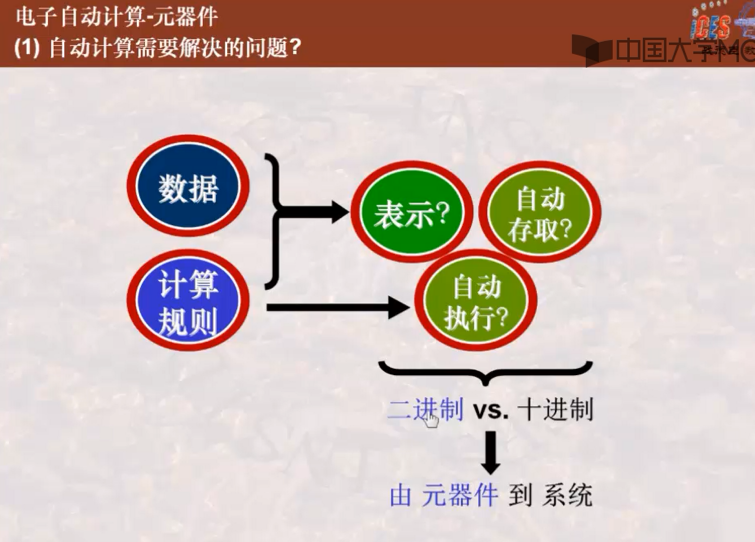 电子自动计算-元器件
(1) 自动计算需要解决的问题?
iCES
中国大学MO
数据
表示?
自动
存取?
计算
规则
自动
执行?
二进制 vs. 十进制
由 元器件 到 系统